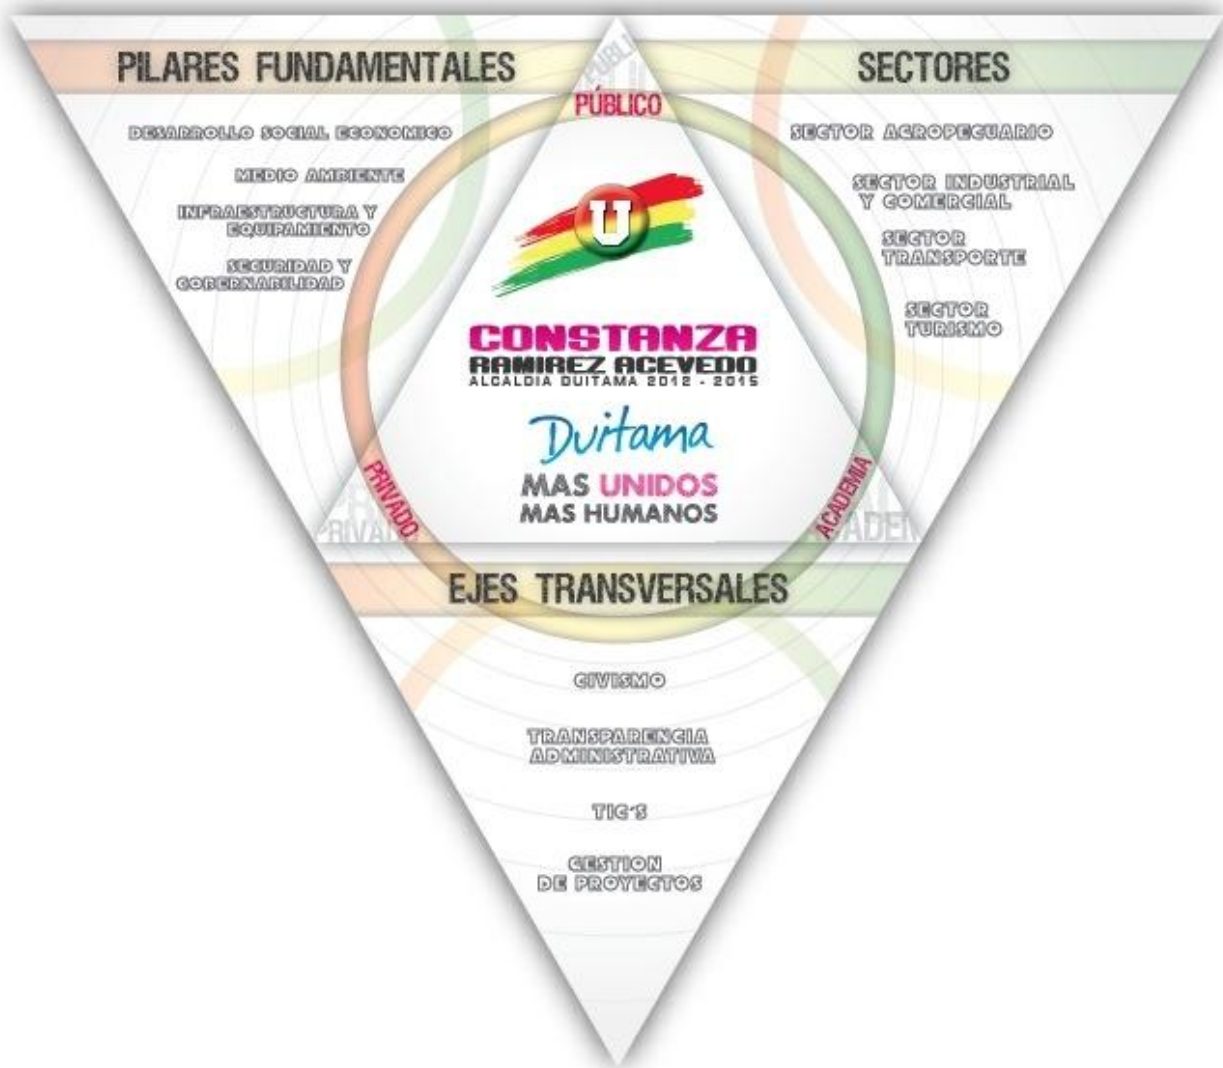 PILARES FUNDAMENTALES
DESARROLLO SOCIAL ECONOMICO
MEDIO AMBIENTE
INFRAESTRUCTURA Y
EQUIPAMIENTO
SEGURIDAD Y
GOBERNABILIDAD
PÚBLICO
SECTORES
SECTOR AGROPECUARIO
SECTOR INDUSTRIAL
Y COMERCIAL
SECTOR
TRANSPORTE
SECTOR
TURISMO
U
CONSTANZA
RAMIREZ ACEVEDO
ALCALDIA DUITAMA 2012 - 2015
Duitama
MAS UNIDOS
MAS HUMANOS
PRIVADO
ACADEMIA
EJES TRANSVERSALES
CIVISMO
TRANSPARENCIA
ADMINISTRATIVA
TIC´S
GESTION
DE PROYECTOS